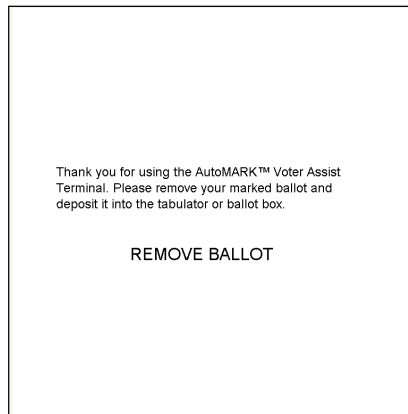 Thank you for using the AutoMARK™ Voter Assist
Terminal. Please remove your marked ballot and
deposit it into the tabulator or ballot box.
REMOVE BALLOT